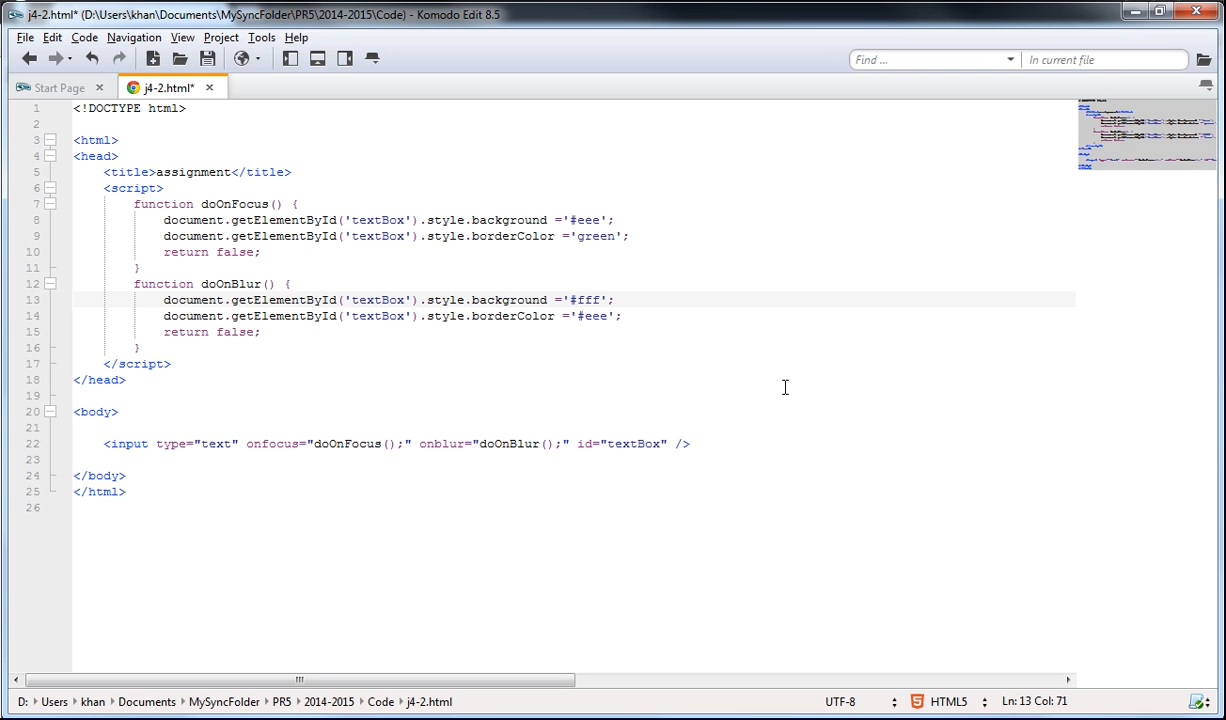 j4-2.html* (D:\Users\khan\Documents\MySyncFolder\PR5\2014-2015\Code) - Komodo Edit 8.5
File Edit Code Navigation View Project Tools Help
Find ... In current file
Start Page j4-2.html*
1 <!DOCTYPE html>
2
3 <html>
4 <head>
5 <title>assignment</title>
6 <script>
7 function doOnFocus() {
8 document.getElementById('textBox').style.background ='#eee';
9 document.getElementById('textBox').style.borderColor ='green';
10 return false;
11 }
12 function doOnBlur() {
13 document.getElementById('textBox').style.background ='#fff';
14 document.getElementById('textBox').style.borderColor ='#eee';
15 return false;
16 }
17 </script>
18 </head>
19
20 <body>
21
22 <input type="text" onfocus="doOnFocus();" onblur="doOnBlur();" id="textBox" />
23
24 </body>
25 </html>
26
D: Users khan Documents MySyncFolder PR5 2014-2015 Code j4-2.html UTF-8 HTML5 Ln: 13 Col: 71